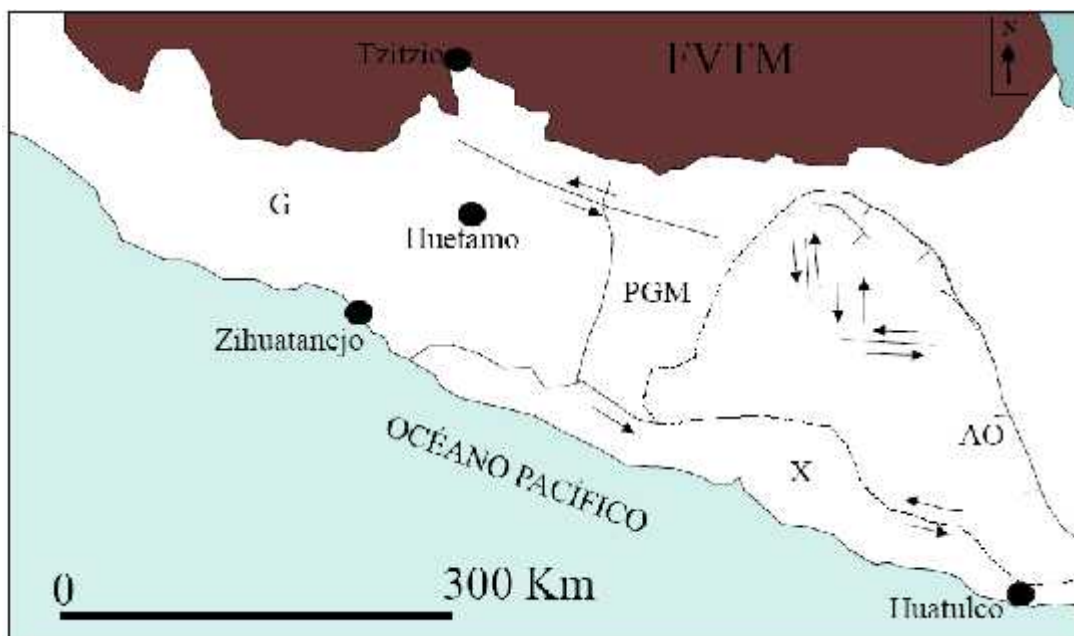 Tzitzio
FVTM
N
G
Huetamo
PGM
Zihuatanejo
AO
X
OCÉANO PACÍFICO
0
300 Km
Huatulco